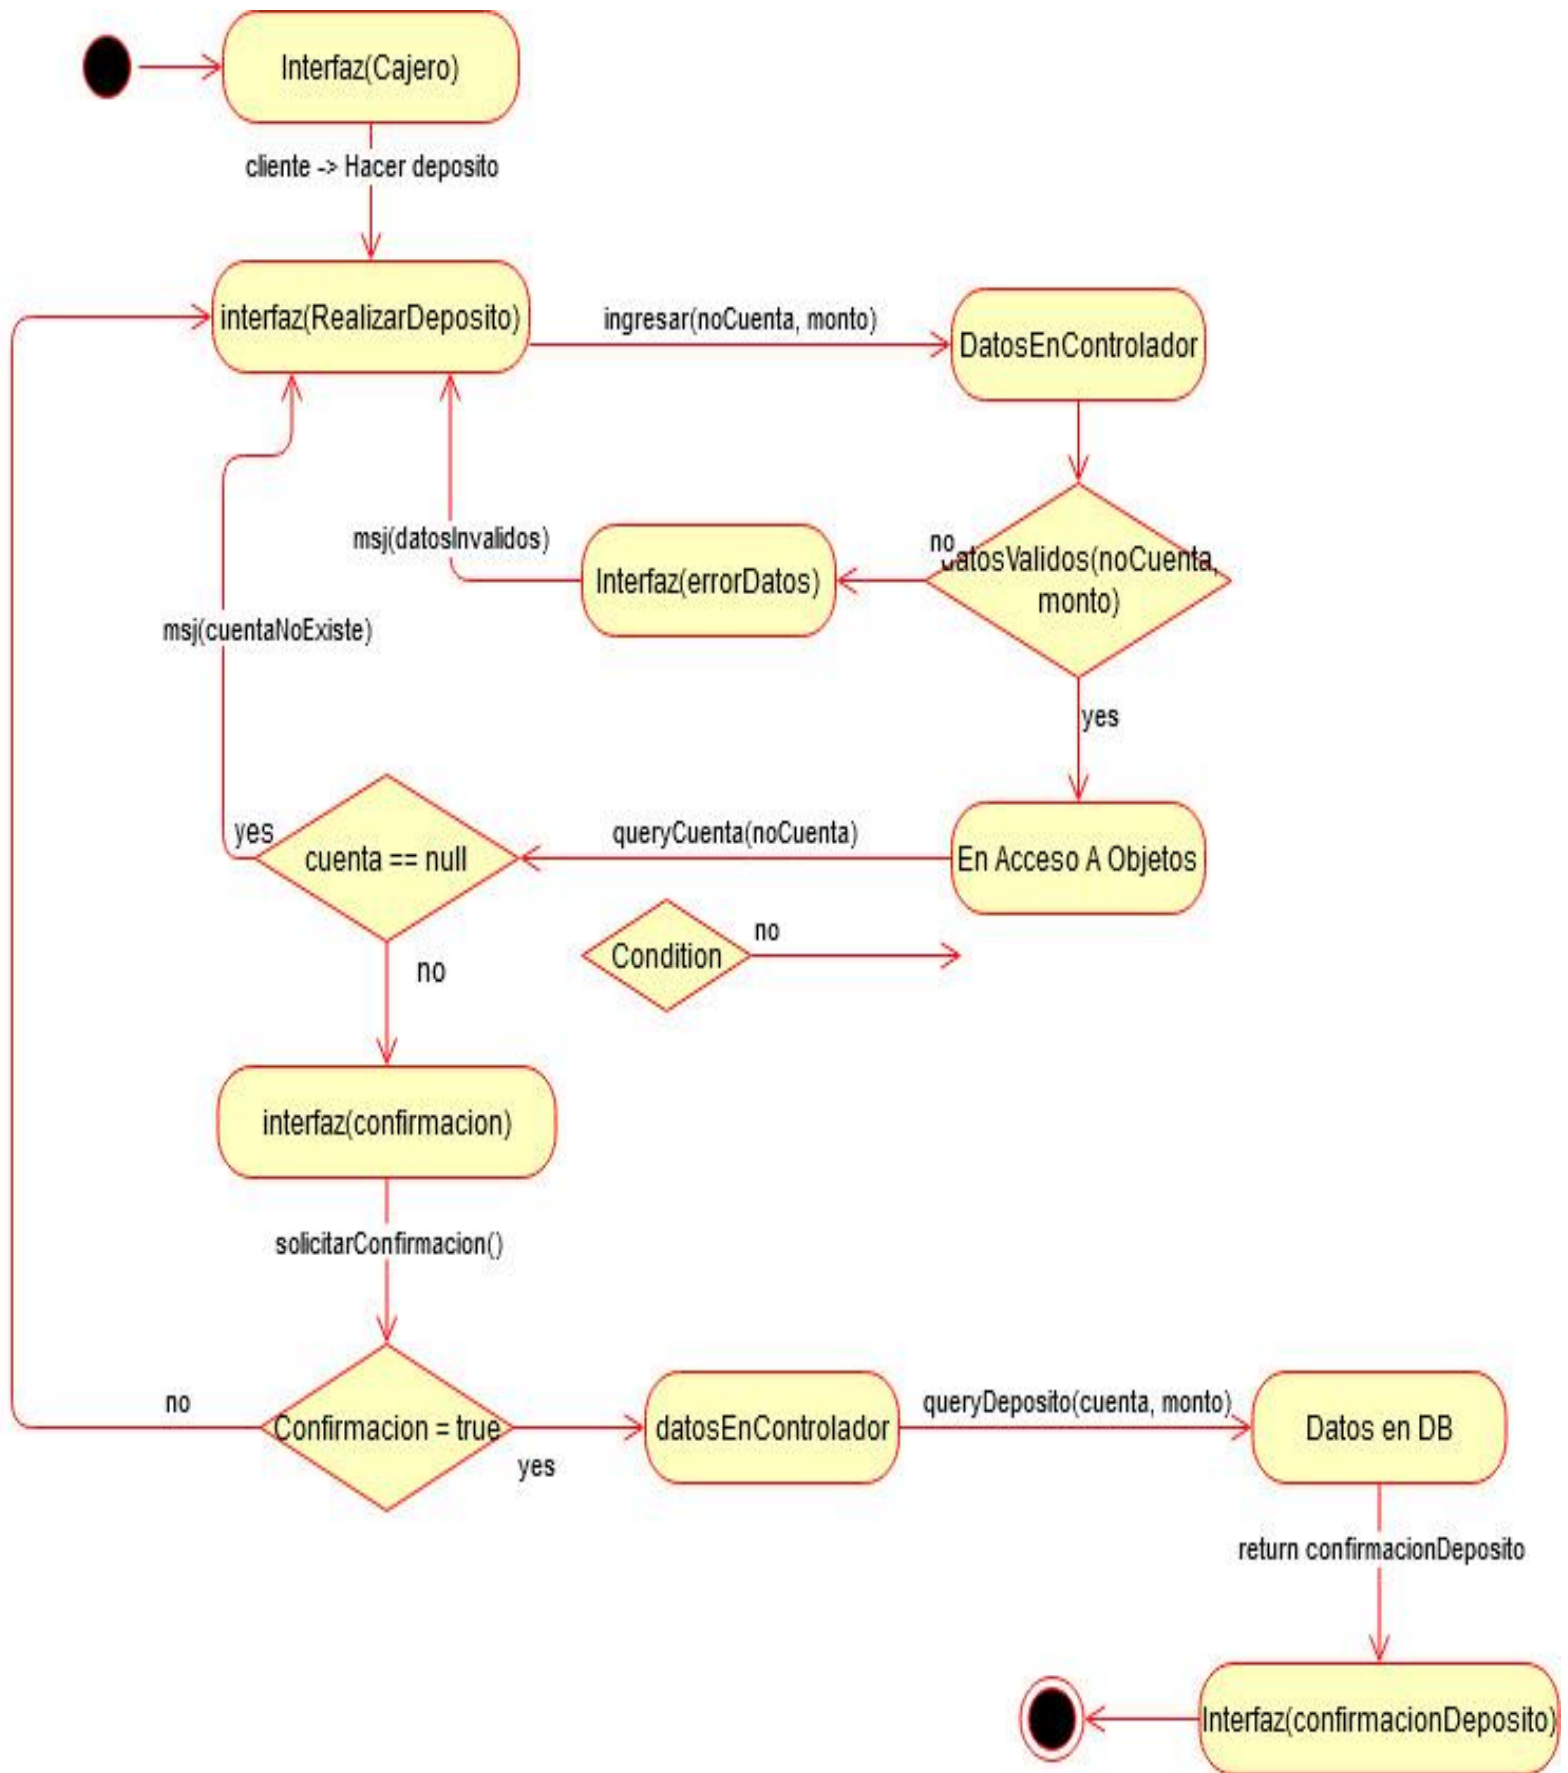 Interfaz(Cajero)
cliente -> Hacer deposito
interfaz(RealizarDeposito)
ingresar(noCuenta, monto)
DatosEnControlador
no
datosValidos(noCuenta,
monto)
Interfaz(errorDatos)
msj(datosInvalidos)
msj(cuentaNoExiste)
yes
En Acceso A Objetos
queryCuenta(noCuenta)
cuenta == null
yes
Condition
no
no
interfaz(confirmacion)
solicitarConfirmacion()
Confirmacion = true
no
yes
datosEnControlador
queryDeposito(cuenta, monto)
Datos en DB
return confirmacionDeposito
Interfaz(confirmacionDeposito)